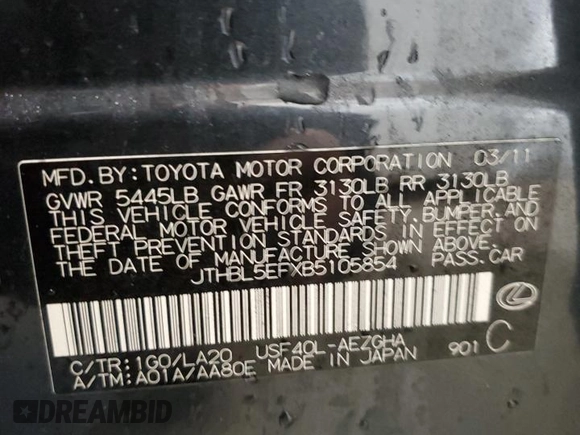 MFD.BY:TOYOTA MOTOR CORPORATION 03/11
GVWR 5445LB GAWR FR 3130LB RR 3130LB
THIS VEHICLE CONFORMS TO ALL APPLICABLE
FEDERAL MOTOR VEHICLE SAFETY,BUMPER,AND
THEFT PREVENTION STANDARDS IN EFFECT ON
THE DATE OF MANUFACTURE SHOWN ABOVE.
JTHBL5EFXB5105854 PASS.CAR
C/TR:1G0/LA20 USF40L-AEZGHA
A/TM:A01A/AA80E MADE IN JAPAN 901 C
DREAMBID